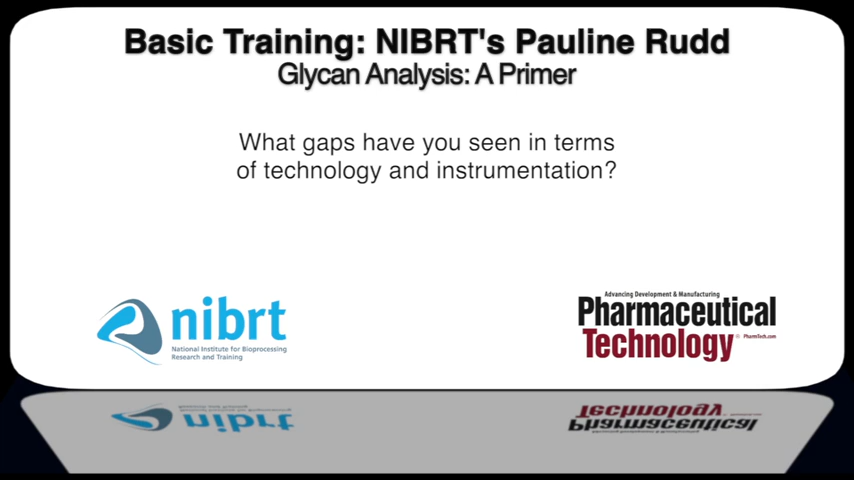 Basic Training: NIBRT's Pauline Rudd
Glycan Analysis: A Primer
What gaps have you seen in terms
of technology and instrumentation?
nibrt
National Institute for Bioprocessing
Research and Training
Advancing Development & Manufacturing
Pharmaceutical
Technology
PharmTech.com